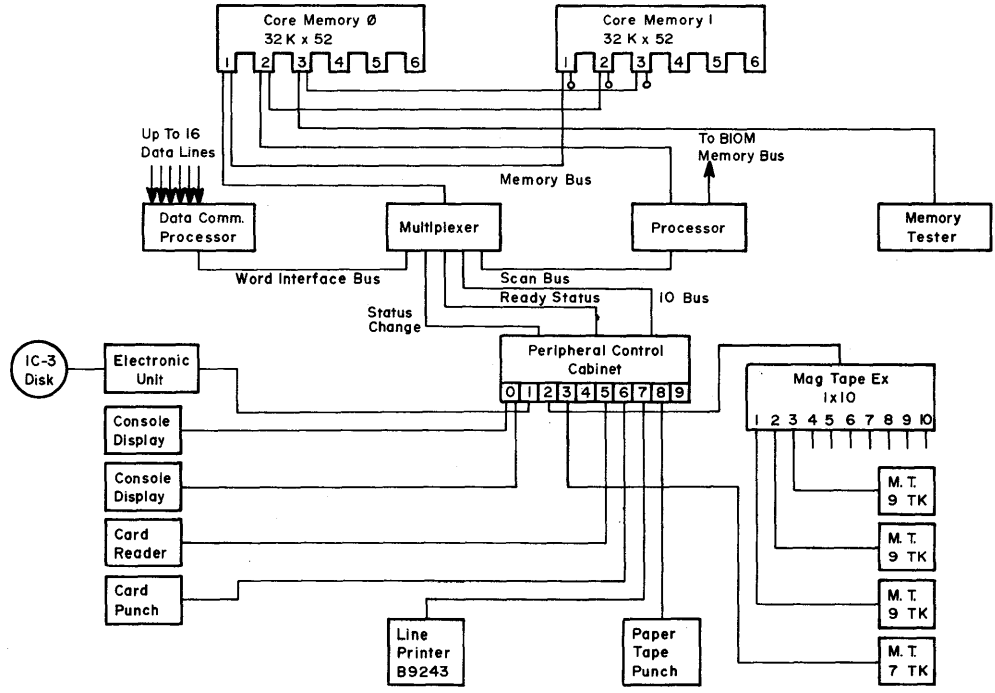 Core Memory Ø
32 K x 52
1 2 3 4 5 6
Core Memory 1
32 K x 52
1 2 3 4 5 6
Up To 16
Data Lines
To BIOM
Memory Bus
Memory Bus
Data Comm.
Processor
Multiplexer
Processor
Memory
Tester
Word Interface Bus
Scan Bus
Ready Status
IO Bus
Status
Change
IC-3
Disk
Electronic
Unit
Peripheral Control
Cabinet
0 1 2 3 4 5 6 7 8 9
Mag Tape Ex
1x10
1 2 3 4 5 6 7 8 9 10
Console
Display
Console
Display
Card
Reader
Card
Punch
Line
Printer
B9243
Paper
Tape
Punch
M. T.
9 TK
M. T.
9 TK
M. T.
9 TK
M. T.
7 TK